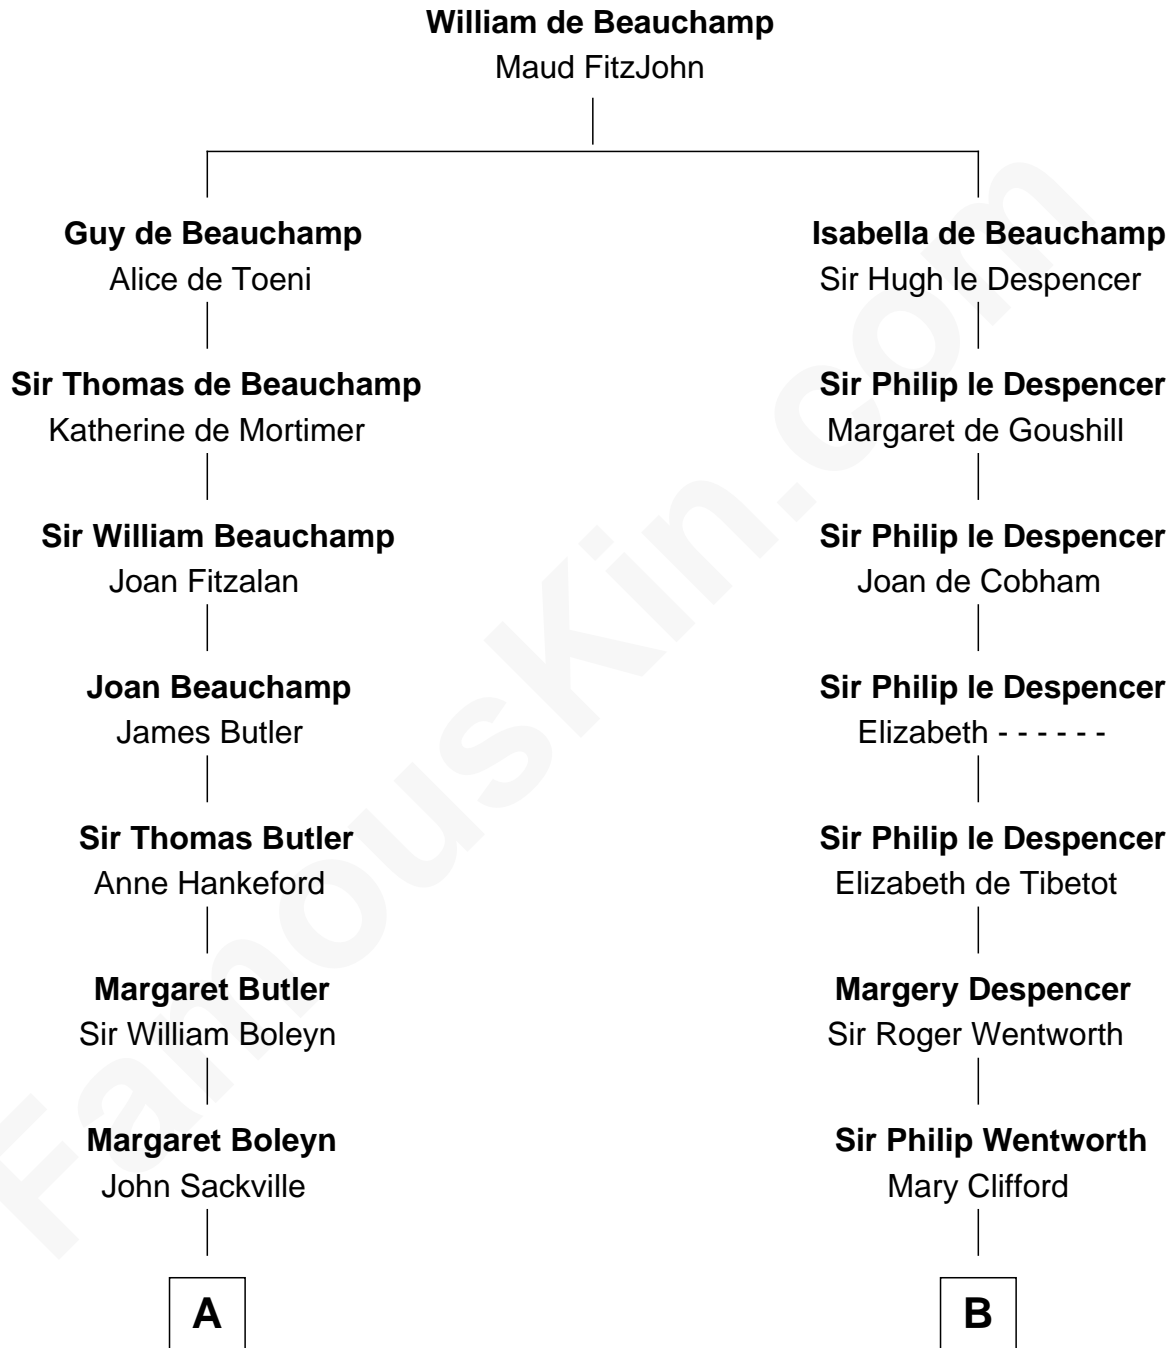 William de Beauchamp
Maud FitzJohn
Guy de Beauchamp
Alice de Toeni
Isabella de Beauchamp
Sir Hugh le Despencer
Sir Thomas de Beauchamp
Katherine de Mortimer
Sir Philip le Despencer
Margaret de Goushill
Sir William Beauchamp
Joan Fitzalan
Sir Philip le Despencer
Joan de Cobham
Joan Beauchamp
James Butler
Sir Philip le Despencer
Elizabeth - - - - - -
Sir Thomas Butler
Anne Hankeford
Sir Philip le Despencer
Elizabeth de Tibetot
Margaret Butler
Sir William Boleyn
Margery Despencer
Sir Roger Wentworth
Margaret Boleyn
John Sackville
Sir Philip Wentworth
Mary Clifford
A
B
FamousKin.com